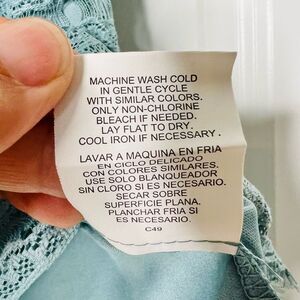 MACHINE WASH COLD
IN GENTLE CYCLE
WITH SIMILAR COLORS.
ONLY NON-CHLORINE
BLEACH IF NEEDED.
LAY FLAT TO DRY.
COOL IRON IF NECESSARY.
LAVAR A MAQUINA EN FRIA
EN CICLO DELICADO
CON COLORES SIMILARES.
USE SOLO BLANQUEADOR
SIN CLORO SI ES NECESARIO.
SECAR SOBRE
SUPERFICIE PLANA.
PLANCHAR FRIA SI
ES NECESARIO.
C49